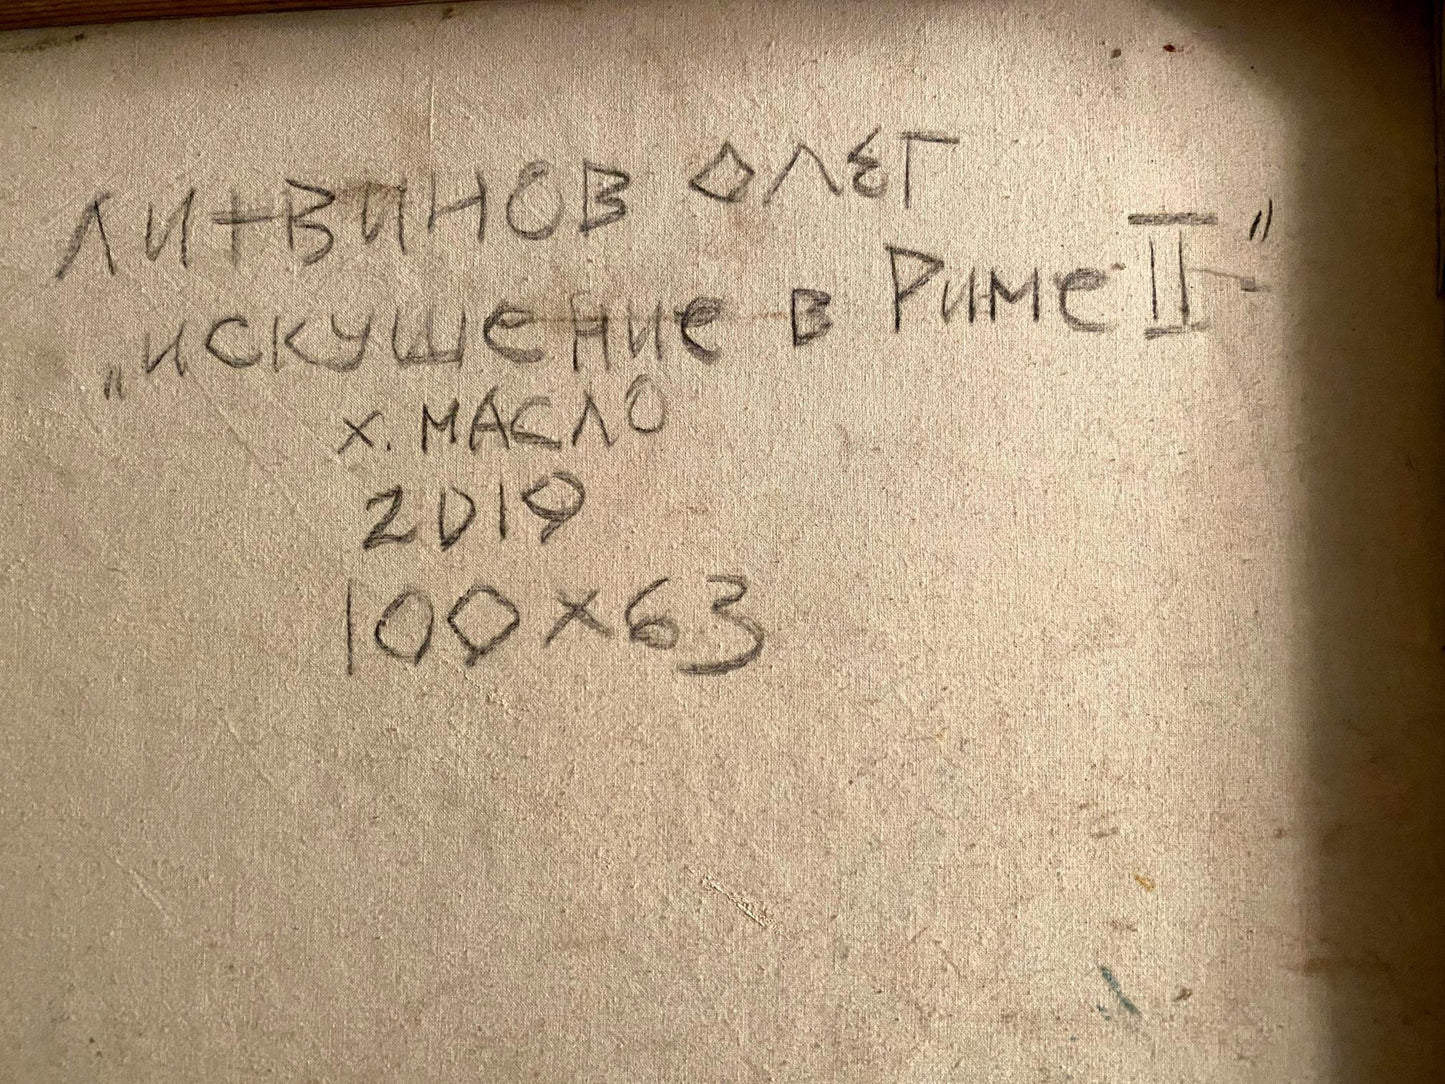 ЛИТВИНОВ ОЛЕГ
„ИСКУШЕНИЕ В РИМЕ II"
Х. МАСЛО
2019
100×63